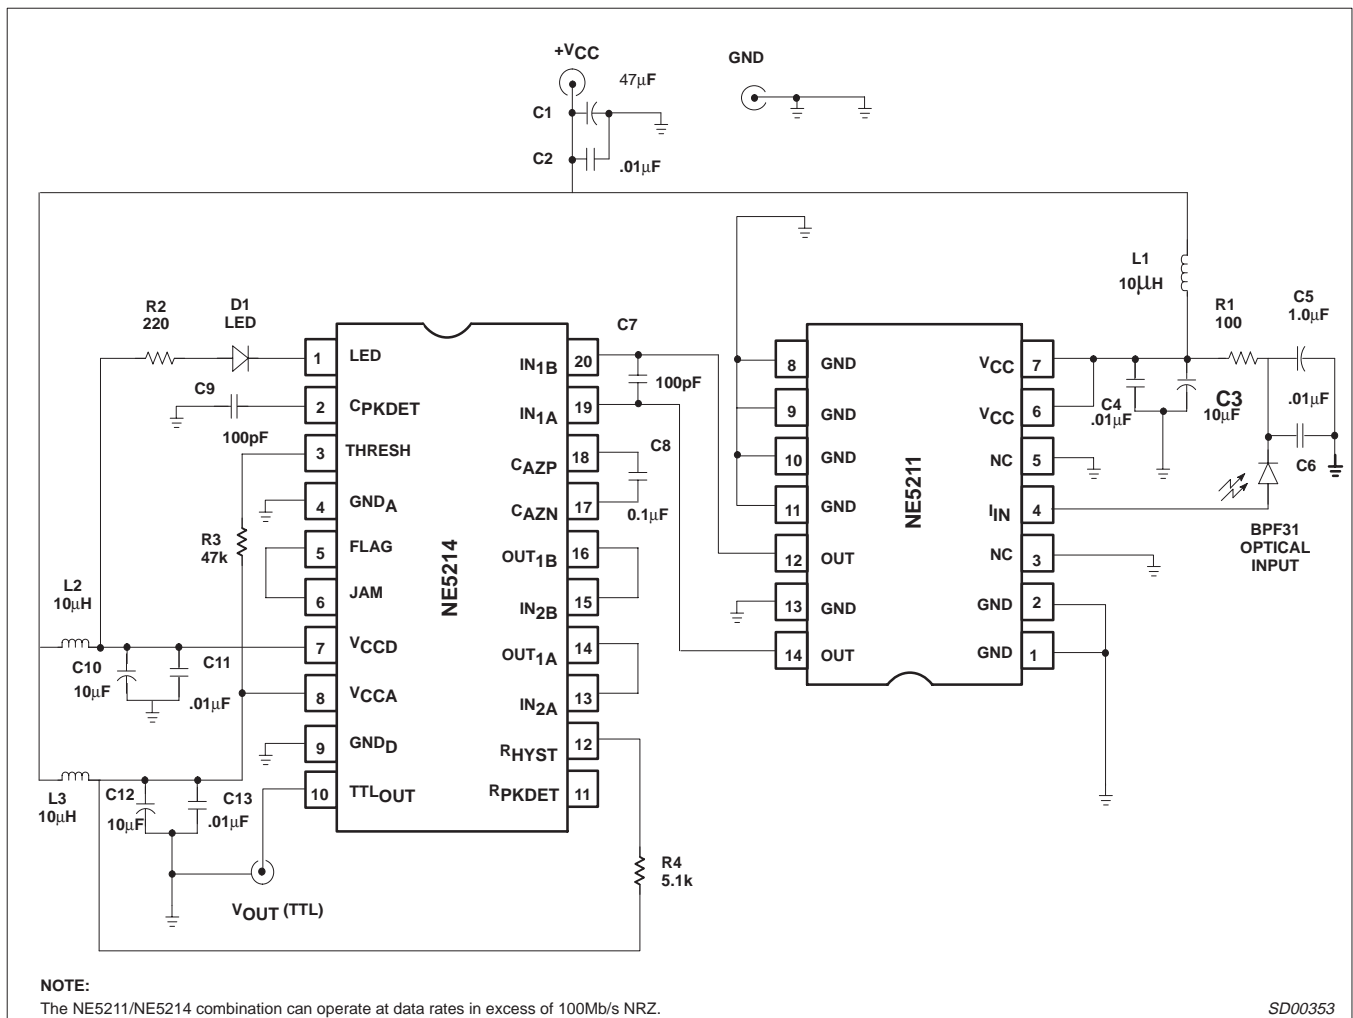 +VCC
GND
47µF
C1
C2
.01µF
L1
10µH
R1
100
C5
1.0µF
R2
220
D1
LED
C7
100pF
C9
100pF
C8
0.1µF
C4
.01µF
C3
10µF
.01µF
C6
BPF31
OPTICAL
INPUT
R3
47k
L2
10µH
C10
10µF
C11
.01µF
L3
10µH
C12
10µF
C13
.01µF
R4
5.1k
VOUT (TTL)
NE5214
1 LED
2 CPKDET
3 THRESH
4 GNDA
5 FLAG
6 JAM
7 VCCD
8 VCCA
9 GNDD
10 TTLOUT
IN1B 20
IN1A 19
CAZP 18
CAZN 17
OUT1B 16
IN2B 15
OUT1A 14
IN2A 13
RHYST 12
RPKDET 11
NE5211
8 GND
9 GND
10 GND
11 GND
12 OUT
13 GND
14 OUT
VCC 7
VCC 6
NC 5
IIN 4
NC 3
GND 2
GND 1
NOTE:
The NE5211/NE5214 combination can operate at data rates in excess of 100Mb/s NRZ.
SD00353